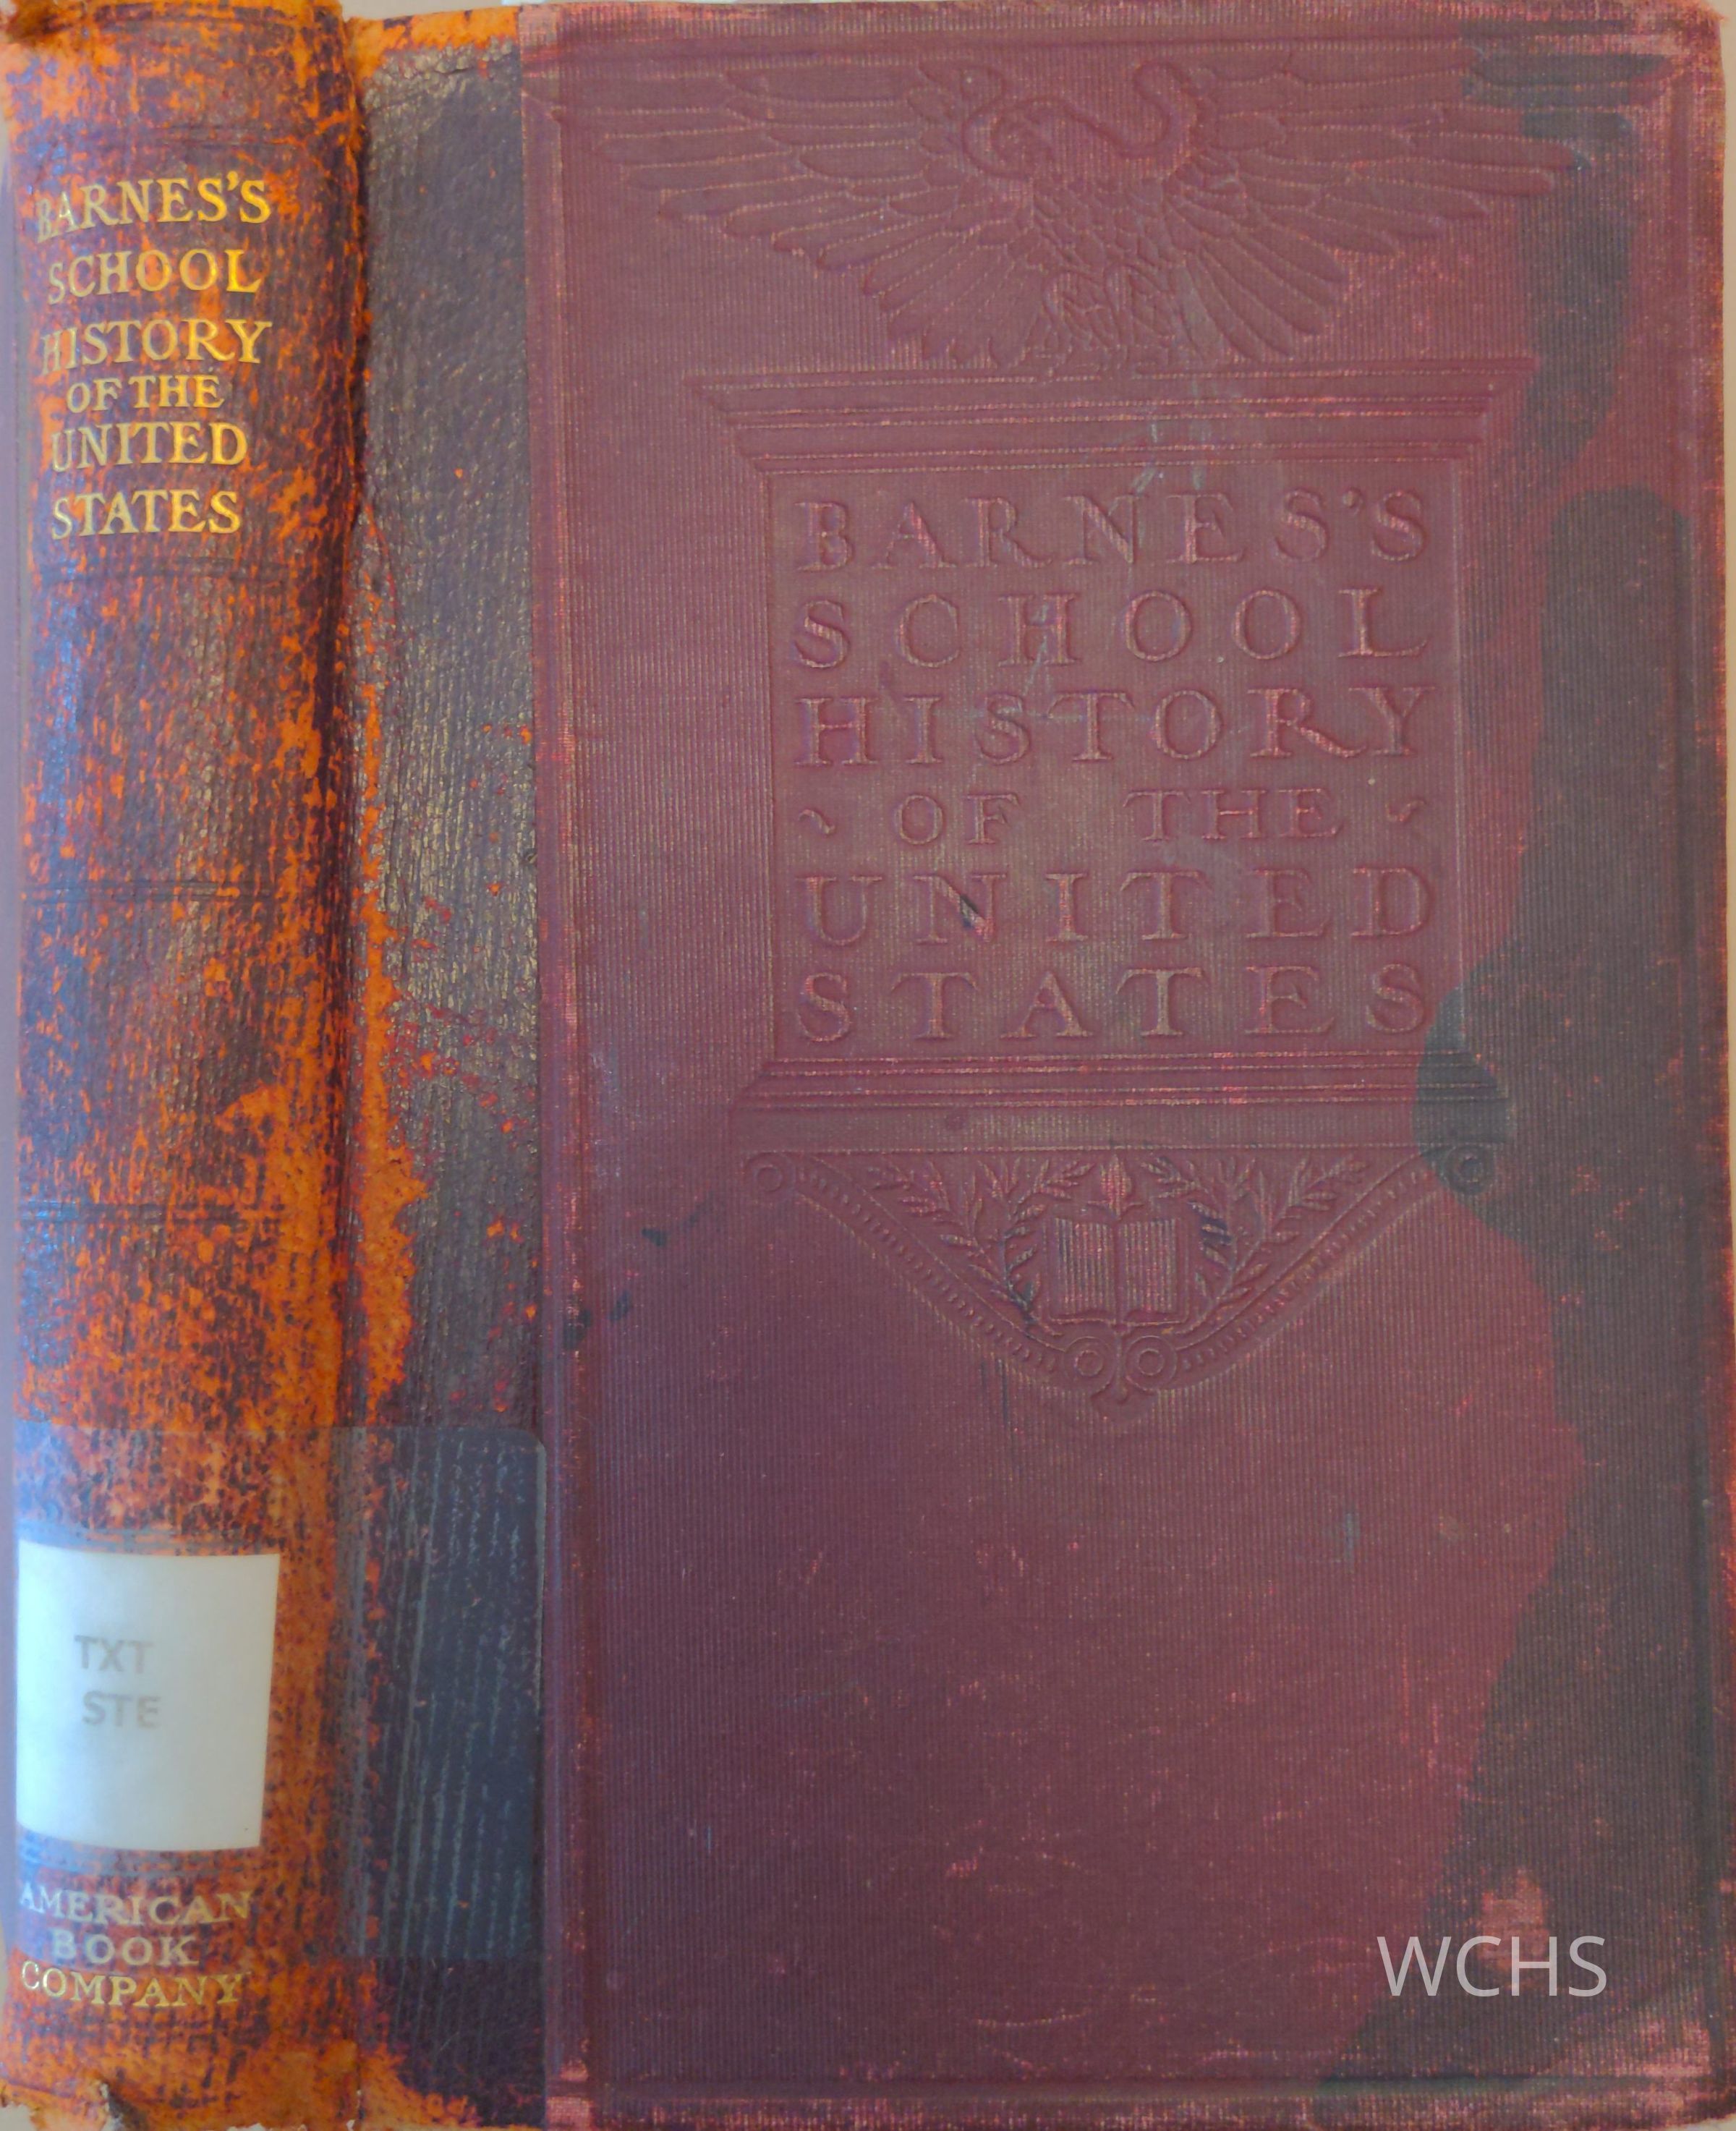 BARNES'S
SCHOOL
HISTORY
OF THE
UNITED
STATES
TXT
STE
AMERICAN
BOOK
COMPANY
BARNES'S
SCHOOL
HISTORY
~ OF THE ~
UNITED
STATES
WCHS